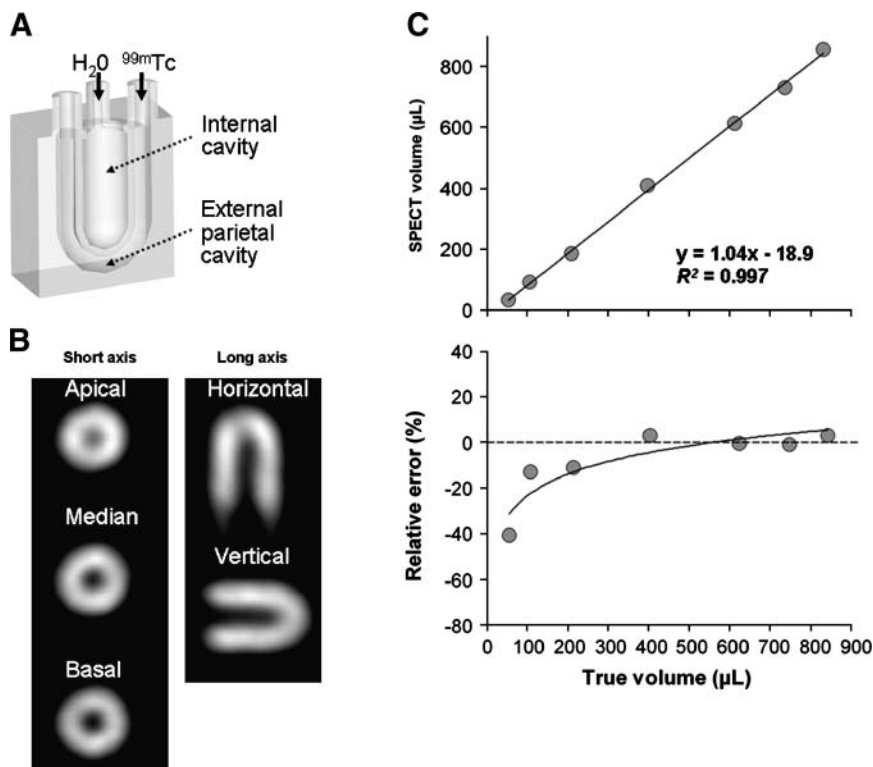 A
H₂0 ⁹⁹ᵐTc
Internal
cavity
External
parietal
cavity
B
Short axis
Long axis
Apical
Horizontal
Median
Vertical
Basal
C
SPECT volume (µL)
800
600
400
200
0
y = 1.04x - 18.9
R² = 0.997
Relative error (%)
40
20
0
-20
-40
-60
-80
0 100 200 300 400 500 600 700 800 900
True volume (µL)